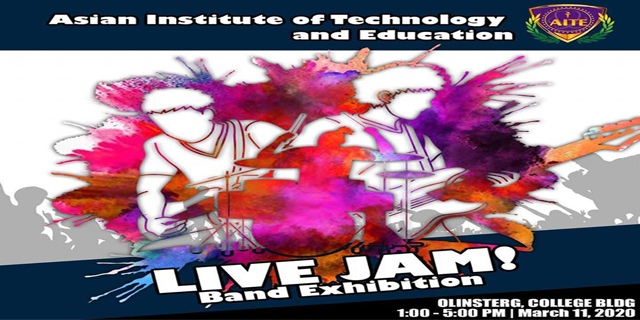 Asian Institute of Technology
and Education
AITE
LIVE JAM!
Band Exhibition
OLINSTERG, COLLEGE BLDG
1:00 - 5:00 PM | March 11, 2020